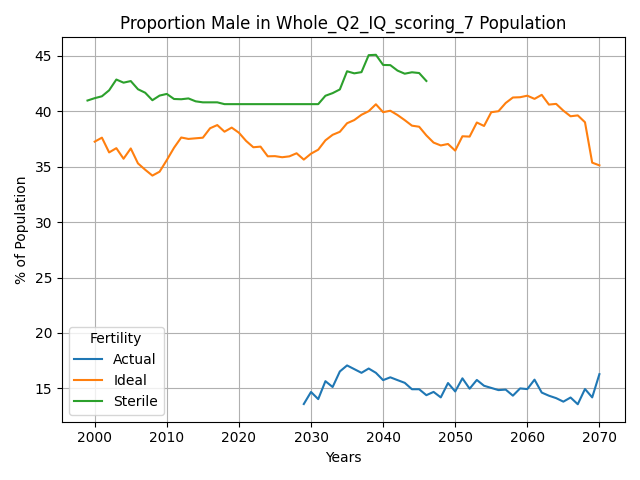 Proportion Male in Whole_Q2_IQ_scoring_7 Population
% of Population
45
40
35
30
25
20
15
Fertility
Actual
Ideal
Sterile
2000 2010 2020 2030 2040 2050 2060 2070
Years